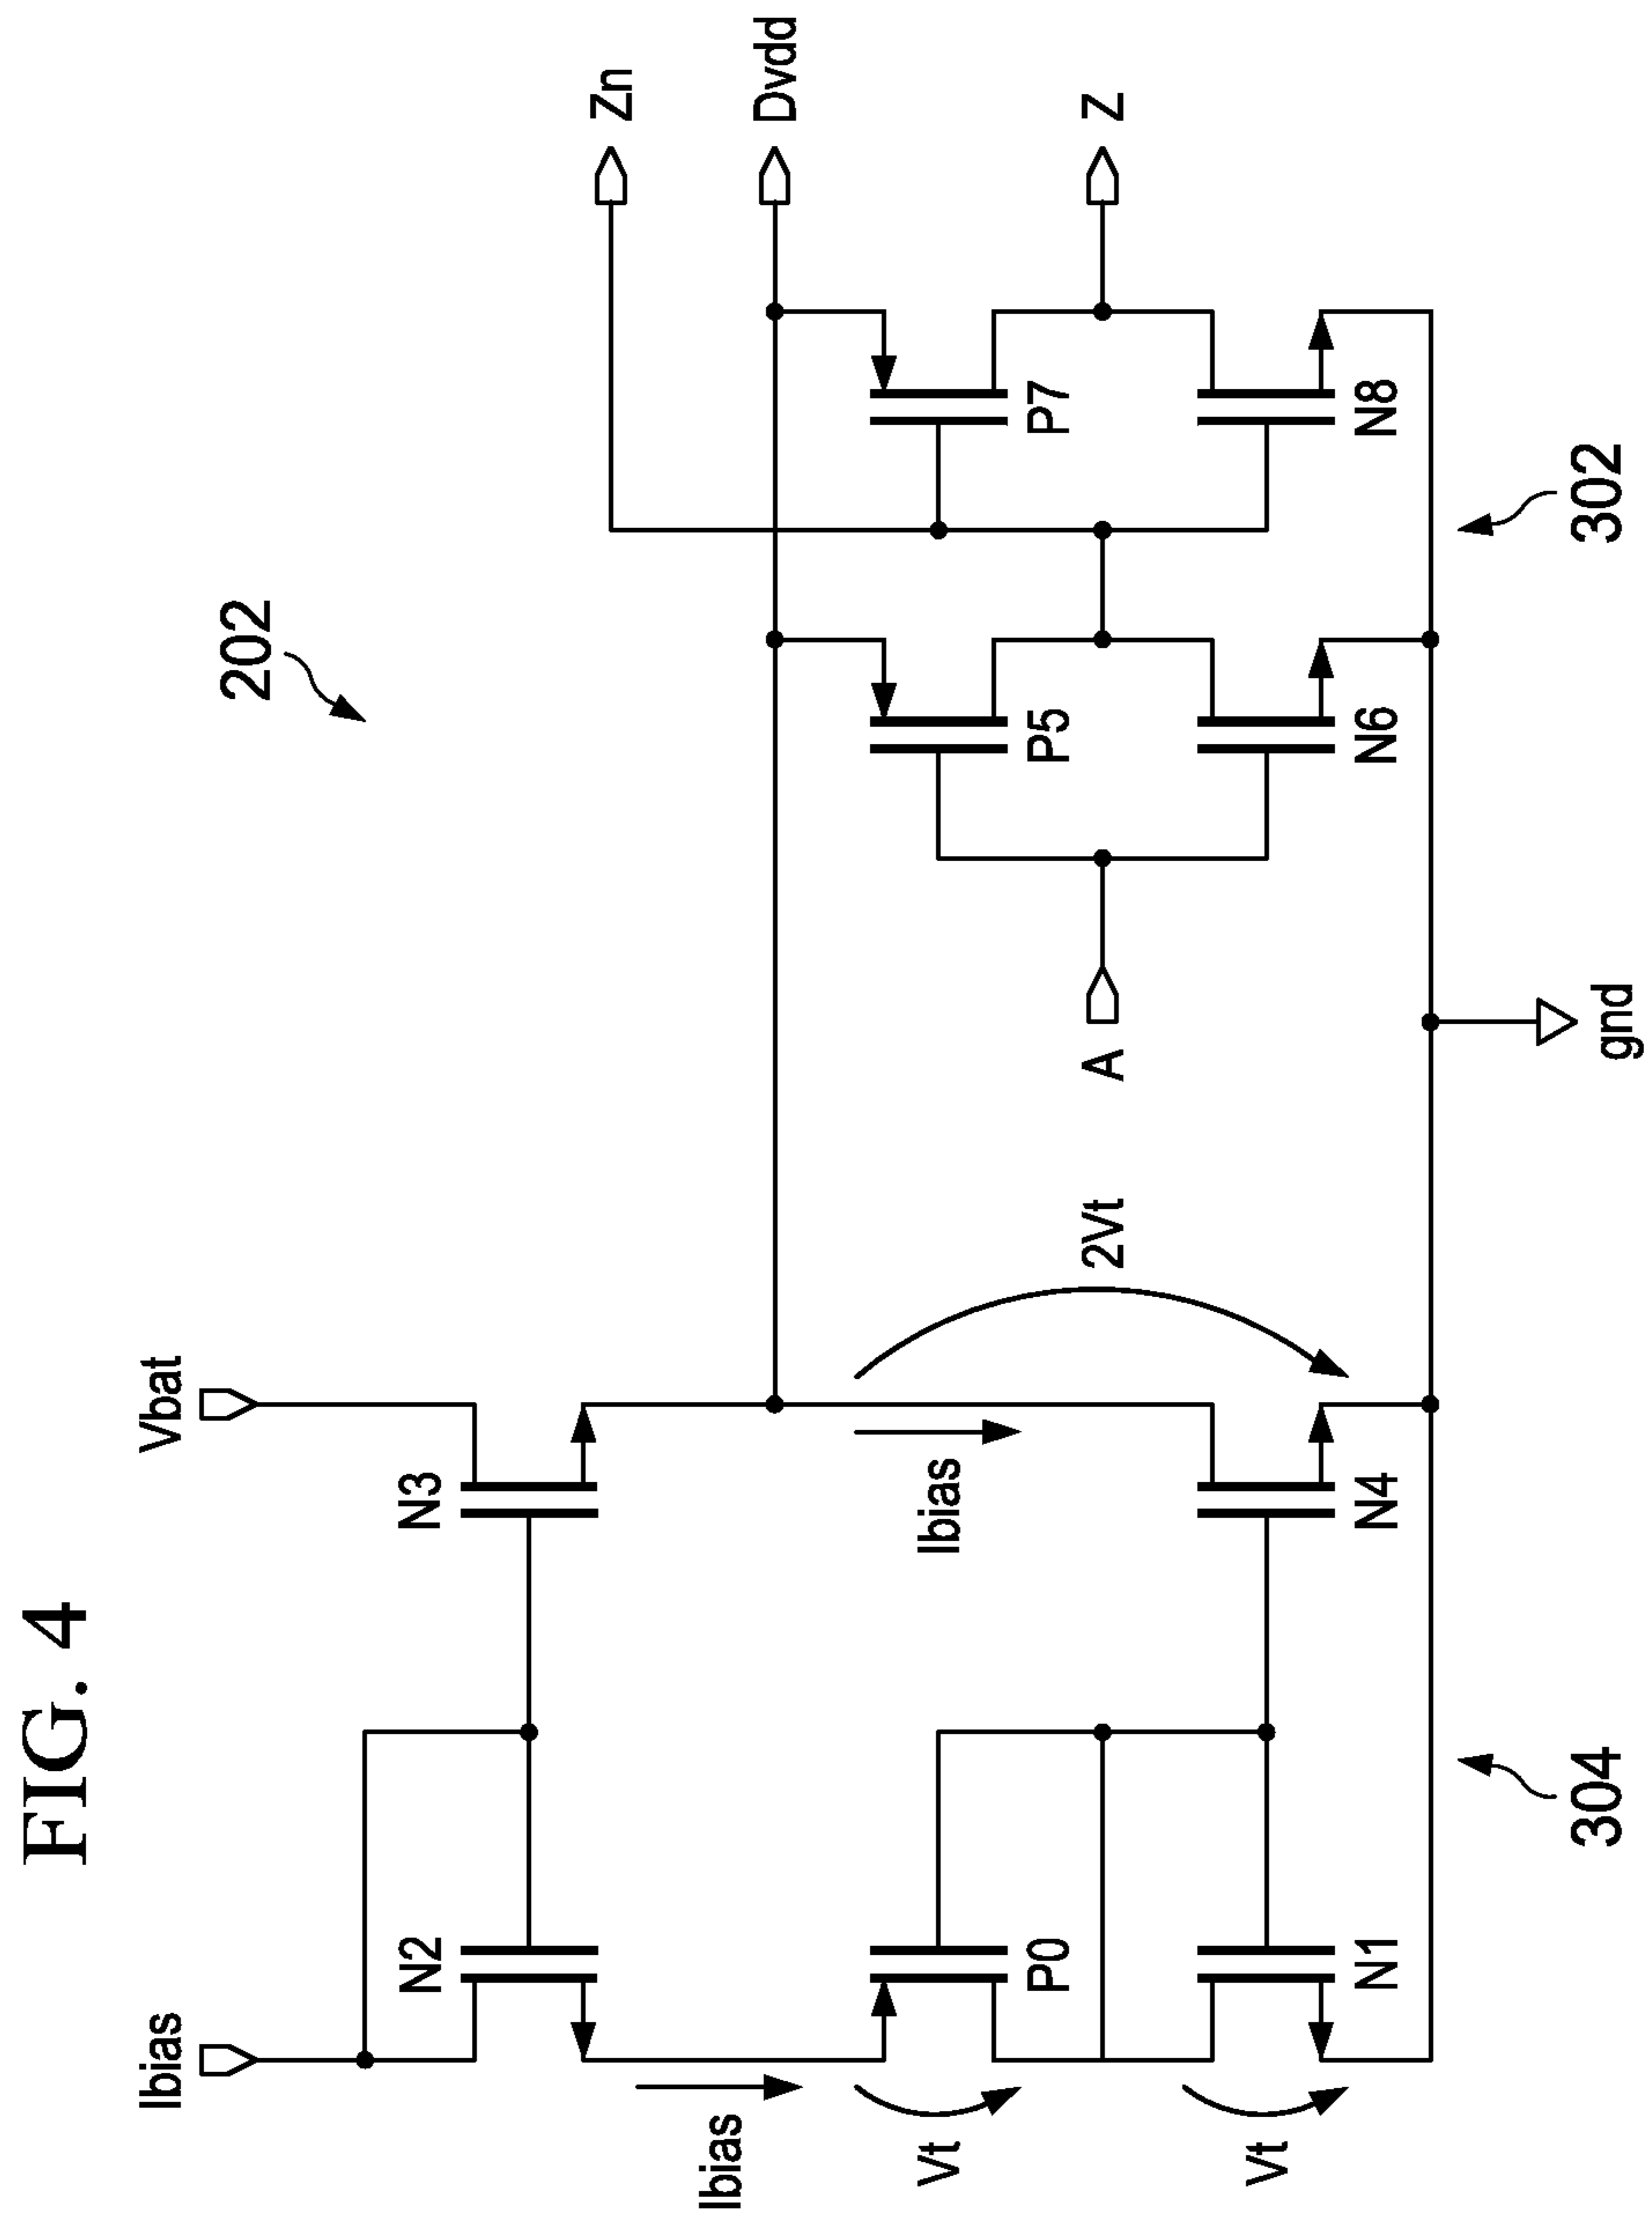 FIG. 4
202
Ibias
Vbat
N2
N3
Zn
Dvdd
Ibias
Ibias
Vt
P0
2Vt
P5
P7
A
Z
Vt
N1
N4
N6
N8
304
gnd
302